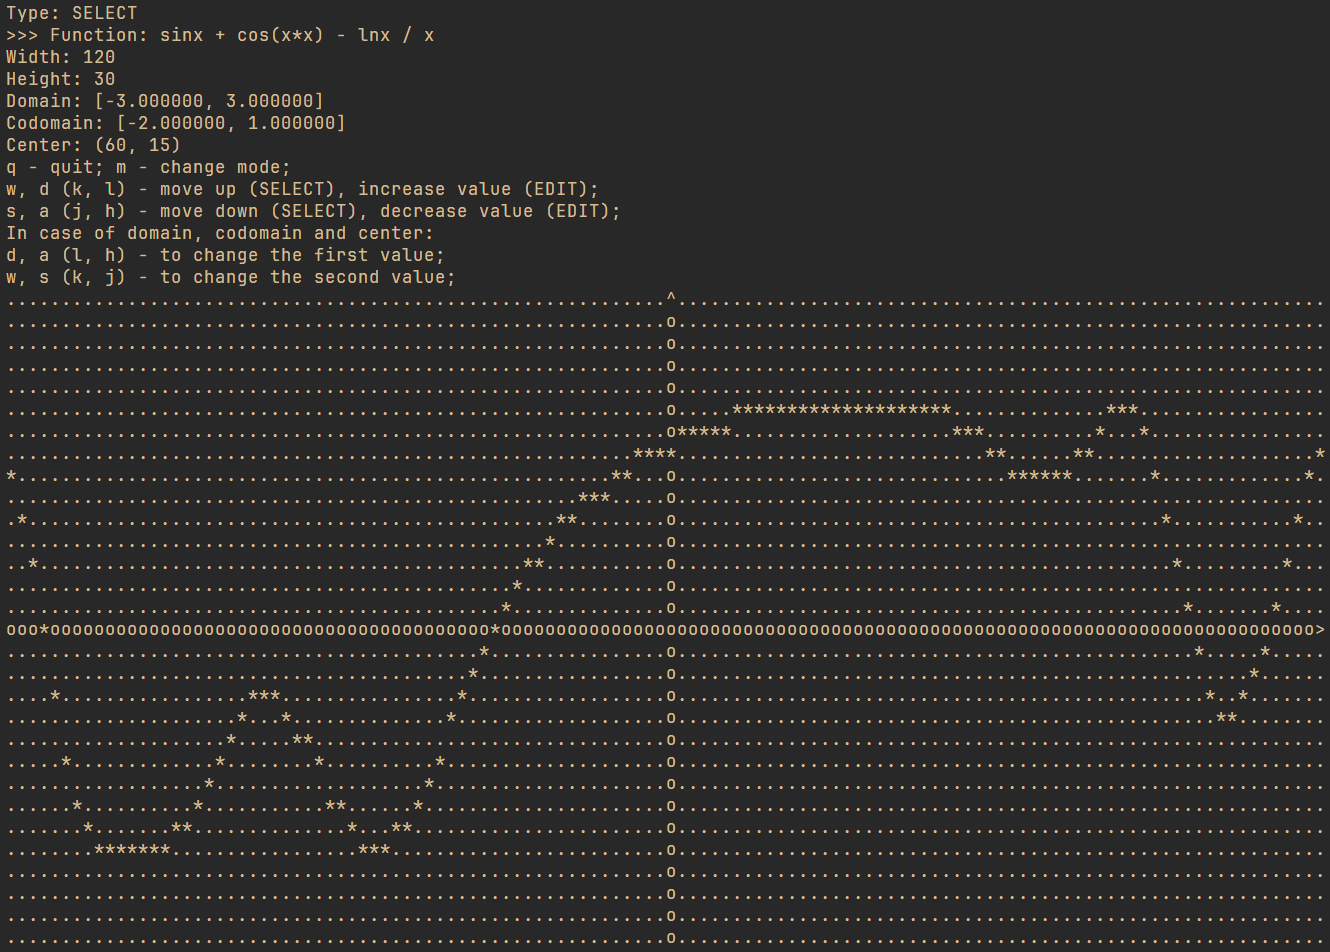 Type: SELECT
>>> Function: sinx + cos(x*x) - lnx / x
Width: 120
Height: 30
Domain: [-3.000000, 3.000000]
Codomain: [-2.000000, 1.000000]
Center: (60, 15)
q - quit; m - change mode;
w, d (k, l) - move up (SELECT), increase value (EDIT);
s, a (j, h) - move down (SELECT), decrease value (EDIT);
In case of domain, codomain and center:
d, a (l, h) - to change the first value;
w, s (k, j) - to change the second value;